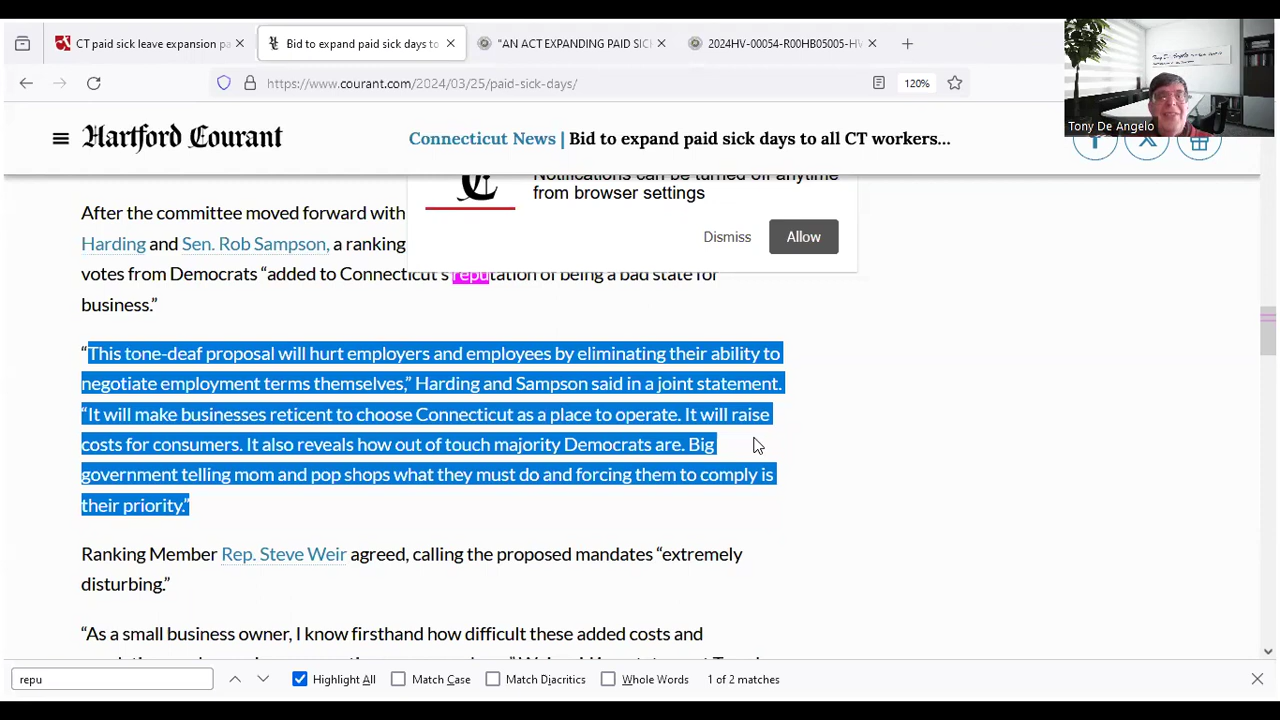 CT paid sick leave expansion pa
Bid to expand paid sick days to
"AN ACT EXPANDING PAID SICI
2024HV-00054-R00HB05005-HV
https://www.courant.com/2024/03/25/paid-sick-days/
120%
Tony De Angelo
Hartford Courant
Connecticut News | Bid to expand paid sick days to all CT workers...
Notifications can be turned off anytime
from browser settings
Dismiss
Allow
After the committee moved forward with
Harding and Sen. Rob Sampson, a ranking
votes from Democrats “added to Connecticut’s reputation of being a bad state for
business.”
“This tone-deaf proposal will hurt employers and employees by eliminating their ability to
negotiate employment terms themselves,” Harding and Sampson said in a joint statement.
“It will make businesses reticent to choose Connecticut as a place to operate. It will raise
costs for consumers. It also reveals how out of touch majority Democrats are. Big
government telling mom and pop shops what they must do and forcing them to comply is
their priority.”
Ranking Member Rep. Steve Weir agreed, calling the proposed mandates “extremely
disturbing.”
“As a small business owner, I know firsthand how difficult these added costs and
repu
Highlight All
Match Case
Match Diacritics
Whole Words
1 of 2 matches